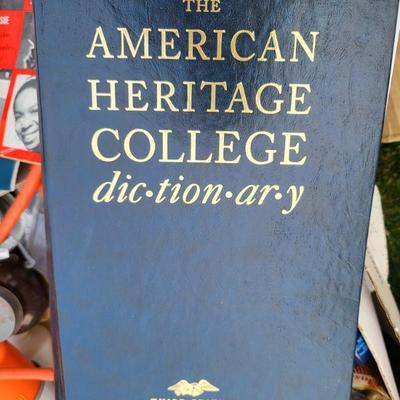 THE
AMERICAN
HERITAGE
COLLEGE
dic•tion•ar•y